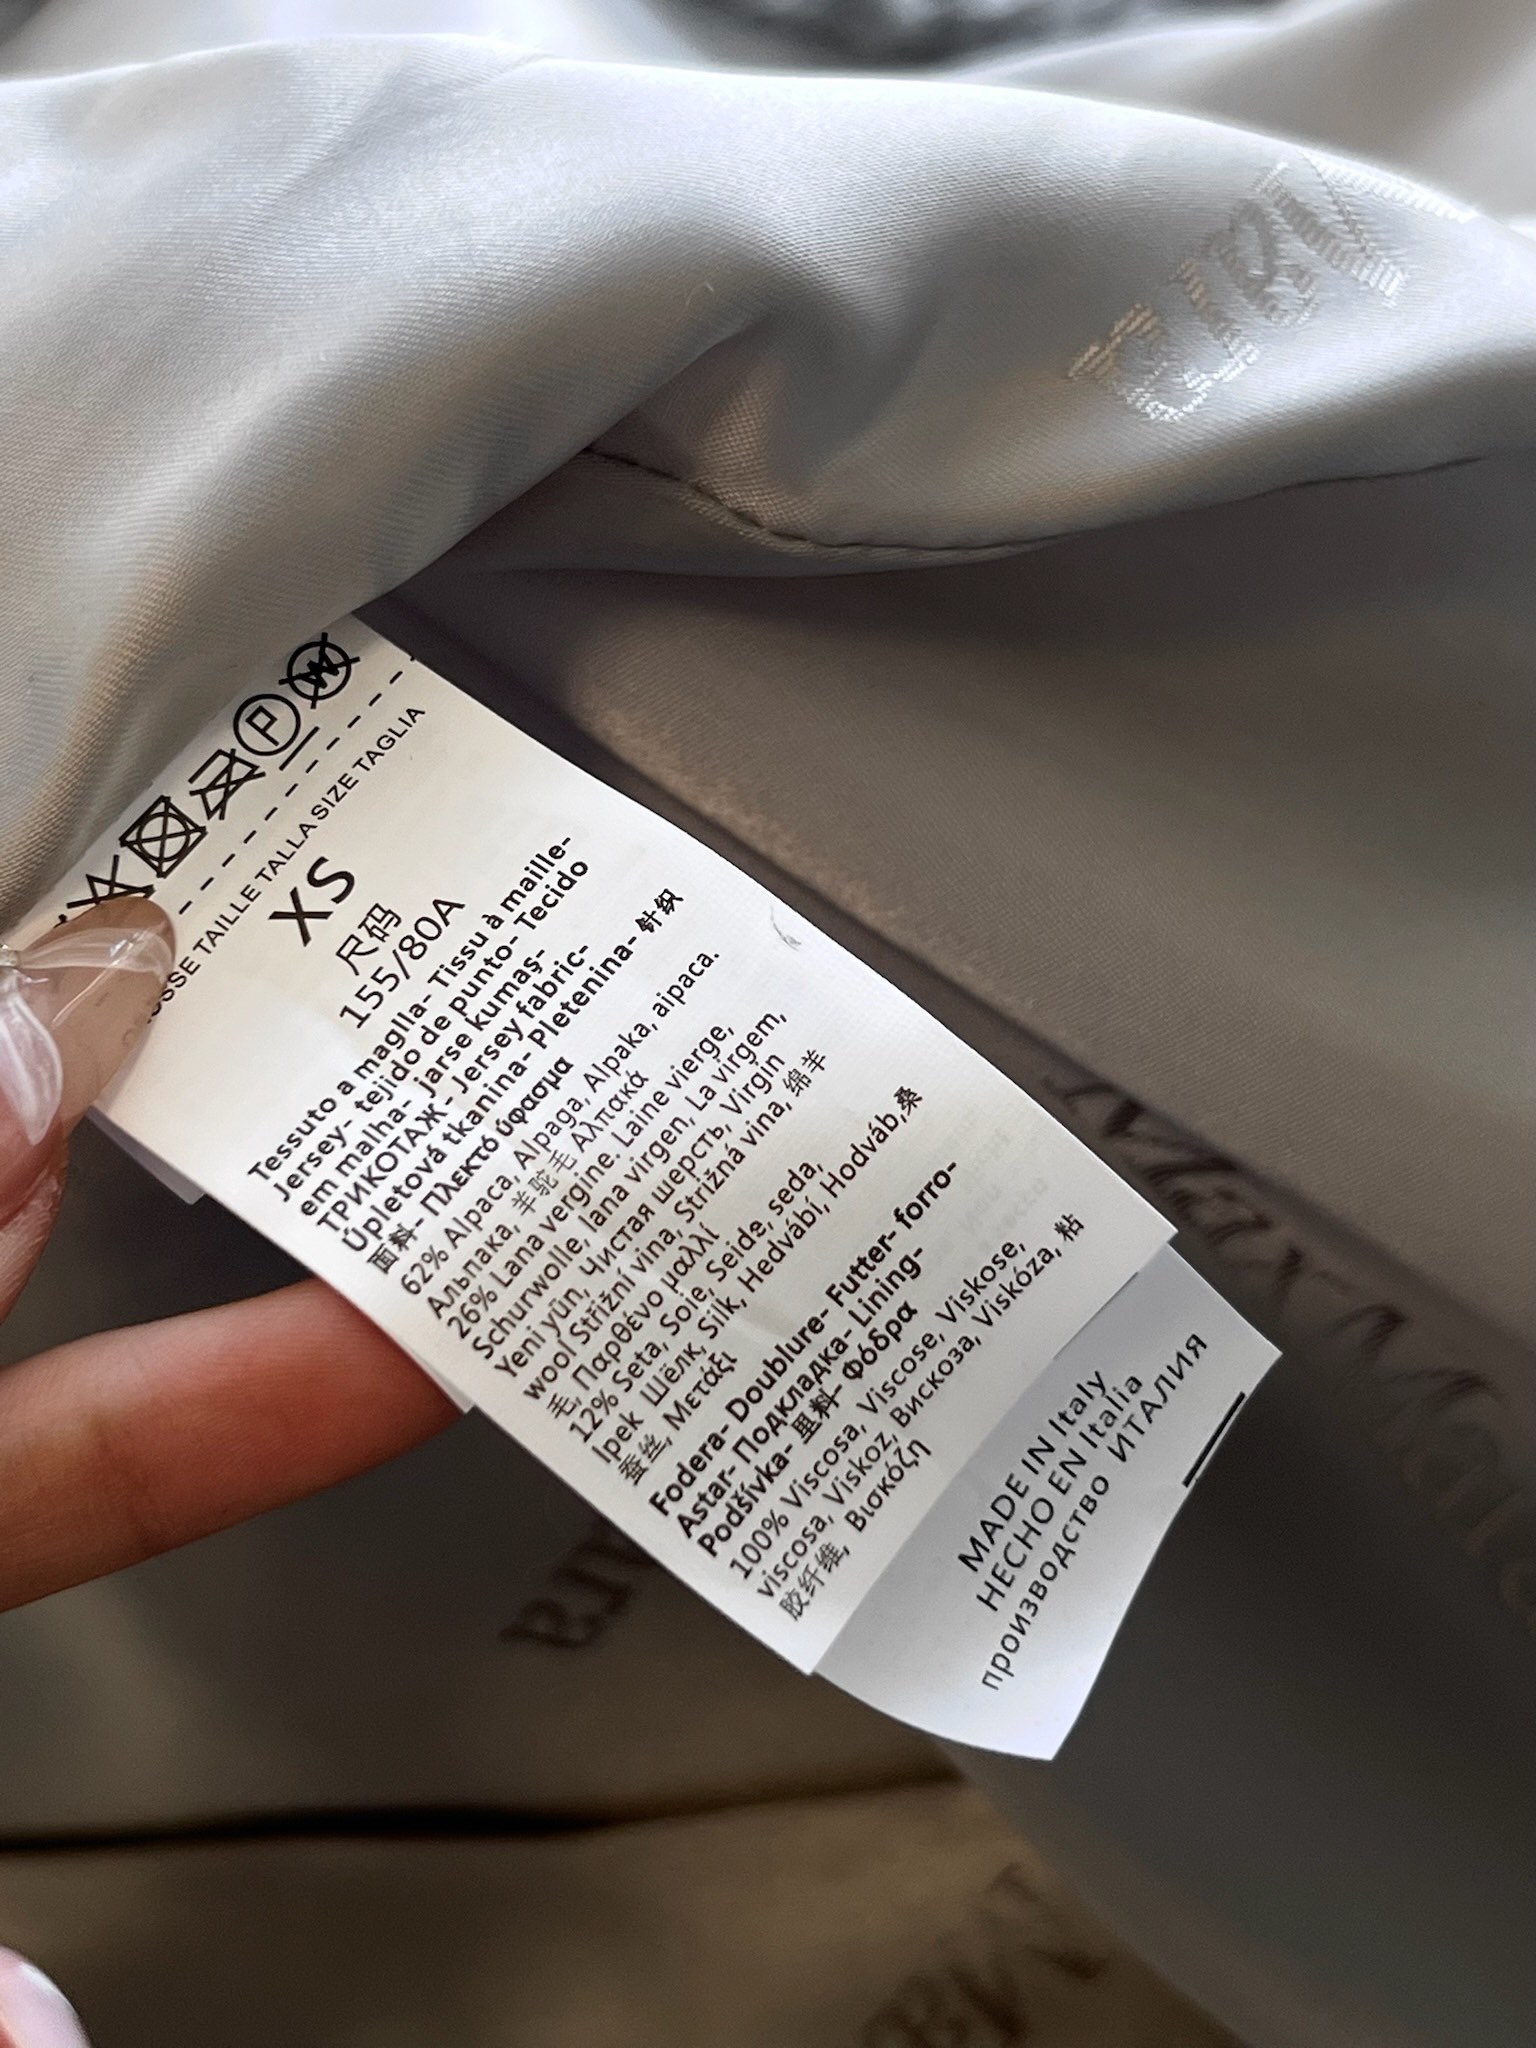 MaxMara
GRÖSSE TAILLE TALLA SIZE TAGLIA
XS
尺码
155/80A
Tessuto a maglla- Tissu à maille-
Jersey- tejido de punto- Tecido
em malha- jarse kumaş-
ТРИКОТАЖ- Jersey fabric-
Úpletová tkanina- Pletenina- 针织
面料- Πλεκτό ύφασμα
62% Alpaca, Alpaga, Alpaka, aipaca.
Альпака, 羊驼毛 Αλπακά
26% Lana vergine. Laine vierge,
Schurwolle, lana virgen, La virgem,
Yeni yün, Чистая шерсть, Virgin
wool Střižní vina, Strižná vina, 绵羊
毛, Παρθένο μαλλί
12% Seta, Soie, Seide, seda,
Ipek Шёлк, Silk, Hedvábí, Hodváb,桑
蚕丝, Μετάξι
Fodera- Doublure- Futter- forro-
Astar- Подкладка- Lining-
Podšívka- 里料- Φόδρα
100% Viscosa, Viscose, Viskose,
viscosa, Viskoz, Вискоза, Viskóza, 粘
胶纤维, Βισκόζη
MADE IN Italy
HECHO EN Italia
производство ИТАЛИЯ